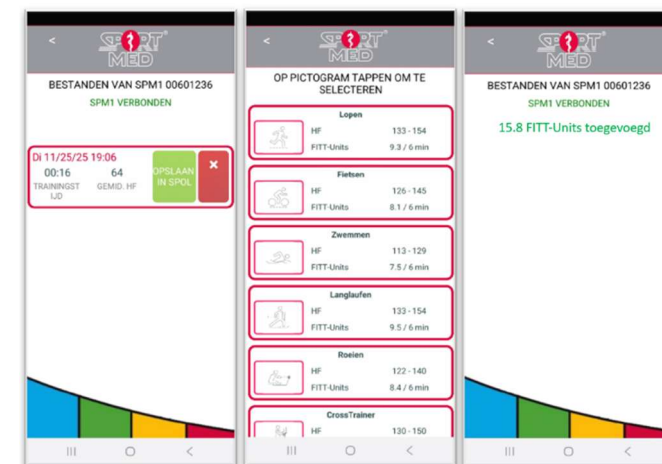 <
SPORT
MED
BESTANDEN VAN SPM1 00601236
SPM1 VERBONDEN
Di 11/25/25 19:06
00:16
64
TRAININGST
IJD
GEMID. HF
OPSLAAN
IN SPOL
×
<
SPORT
MED
OP PICTOGRAM TAPPEN OM TE
SELECTEREN
Lopen
HF 133 - 154
FITT-Units 9.3 / 6 min
Fietsen
HF 126 - 145
FITT-Units 8.1 / 6 min
Zwemmen
HF 113 - 129
FITT-Units 7.5 / 6 min
Langlaufen
HF 133 - 154
FITT-Units 9.5 / 6 min
Roeien
HF 122 - 140
FITT-Units 8.4 / 6 min
CrossTrainer
HF 130 - 150
<
SPORT
MED
BESTANDEN VAN SPM1 00601236
SPM1 VERBONDEN
15.8 FITT-Units toegevoegd